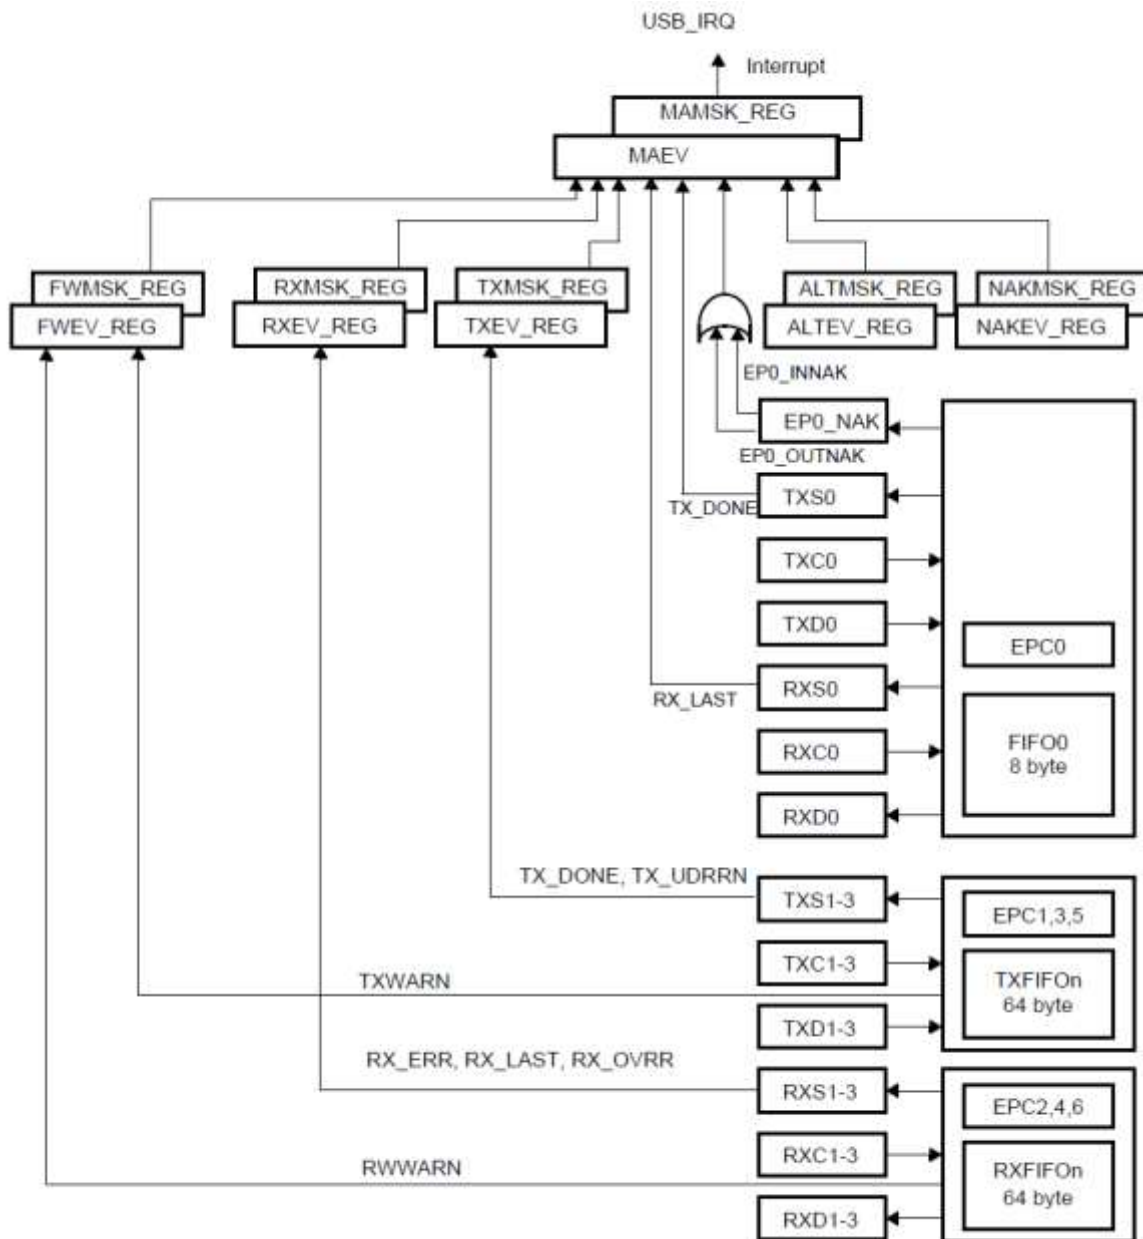 USB_IRQ
Interrupt
MAMSK_REG
MAEV
FWMSK_REG
RXMSK_REG
TXMSK_REG
ALTMSK_REG
NAKMSK_REG
FWEV_REG
RXEV_REG
TXEV_REG
ALTEV_REG
NAKEV_REG
EP0_INNAK
EP0_NAK
EP0_OUTNAK
TXS0
TX_DONE
TXC0
TXD0
EPC0
RXS0
RX_LAST
RXC0
FIFO0
8 byte
RXD0
TX_DONE, TX_UDRRN
TXS1-3
EPC1,3,5
TXC1-3
TXFIFOn
64 byte
TXWARN
TXD1-3
RX_ERR, RX_LAST, RX_OVRR
RXS1-3
EPC2,4,6
RXC1-3
RWWARN
RXFIFOn
64 byte
RXD1-3